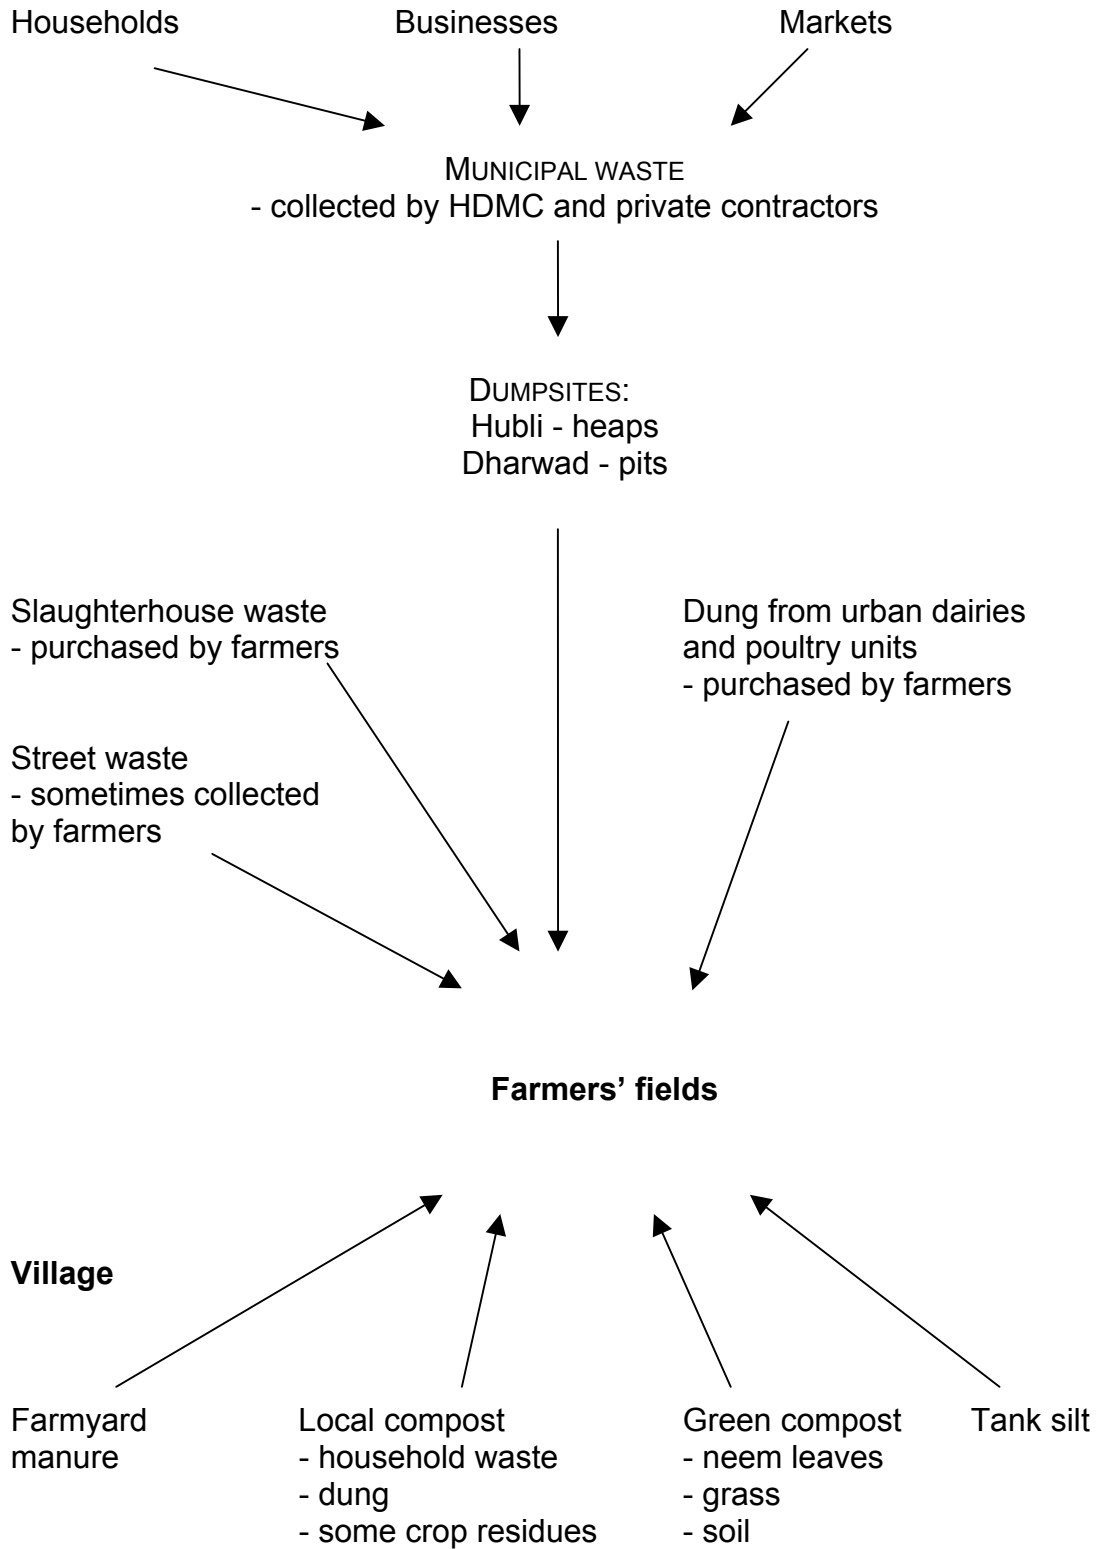 Households
Businesses
Markets
MUNICIPAL WASTE
- collected by HDMC and private contractors
DUMPSITES:
Hubli - heaps
Dharwad - pits
Slaughterhouse waste
- purchased by farmers
Dung from urban dairies
and poultry units
- purchased by farmers
Street waste
- sometimes collected
by farmers
Farmers’ fields
Village
Farmyard
manure
Local compost
- household waste
- dung
- some crop residues
Green compost
- neem leaves
- grass
- soil
Tank silt